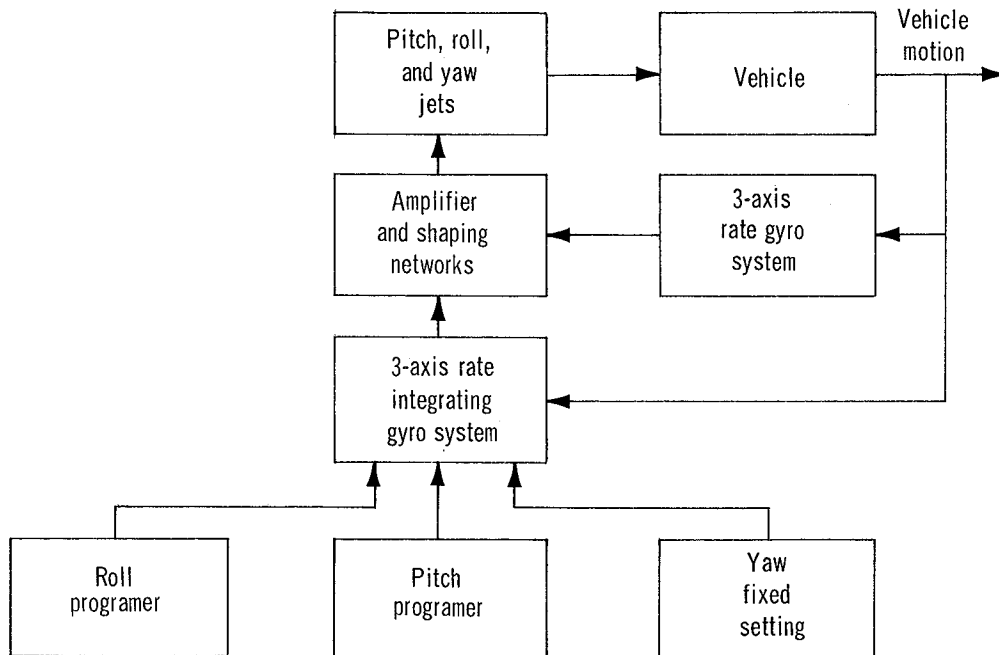 Pitch, roll,
and yaw
jets
Vehicle
Vehicle
motion
Amplifier
and shaping
networks
3-axis
rate gyro
system
3-axis rate
integrating
gyro system
Roll
programer
Pitch
programer
Yaw
fixed
setting